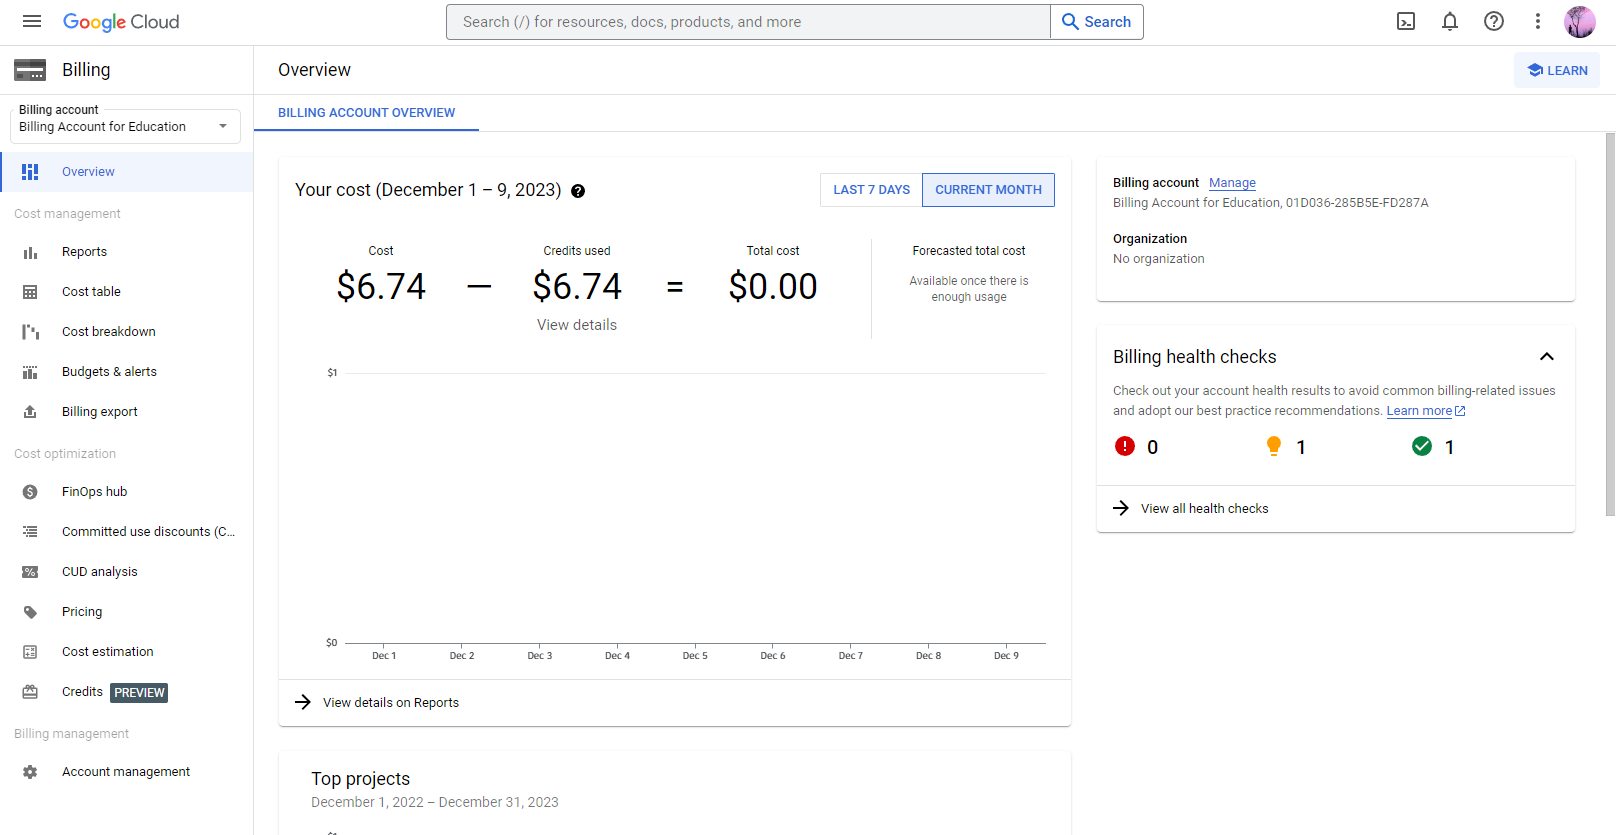 Google Cloud
Search (/) for resources, docs, products, and more
Search
Billing
Overview
LEARN
Billing account
Billing Account for Education
BILLING ACCOUNT OVERVIEW
Overview
Cost management
Reports
Cost table
Cost breakdown
Budgets & alerts
Billing export
Cost optimization
FinOps hub
Committed use discounts (C...
CUD analysis
Pricing
Cost estimation
Credits PREVIEW
Billing management
Account management
Your cost (December 1 – 9, 2023)
LAST 7 DAYS
CURRENT MONTH
Cost
Credits used
Total cost
Forecasted total cost
$6.74 — $6.74 = $0.00
Available once there is
enough usage
View details
$1
$0
Dec 1 Dec 2 Dec 3 Dec 4 Dec 5 Dec 6 Dec 7 Dec 8 Dec 9
View details on Reports
Top projects
December 1, 2022 – December 31, 2023
Billing account Manage
Billing Account for Education, 01D036-285B5E-FD287A
Organization
No organization
Billing health checks
Check out your account health results to avoid common billing-related issues
and adopt our best practice recommendations. Learn more
0 1 1
View all health checks